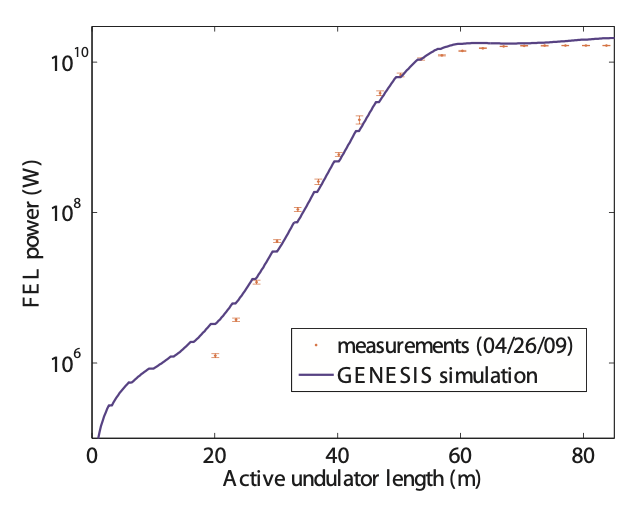 10^10
10^8
10^6
FEL power (W)
measurements (04/26/09)
GENESIS simulation
0
20
40
60
80
Active undulator length (m)